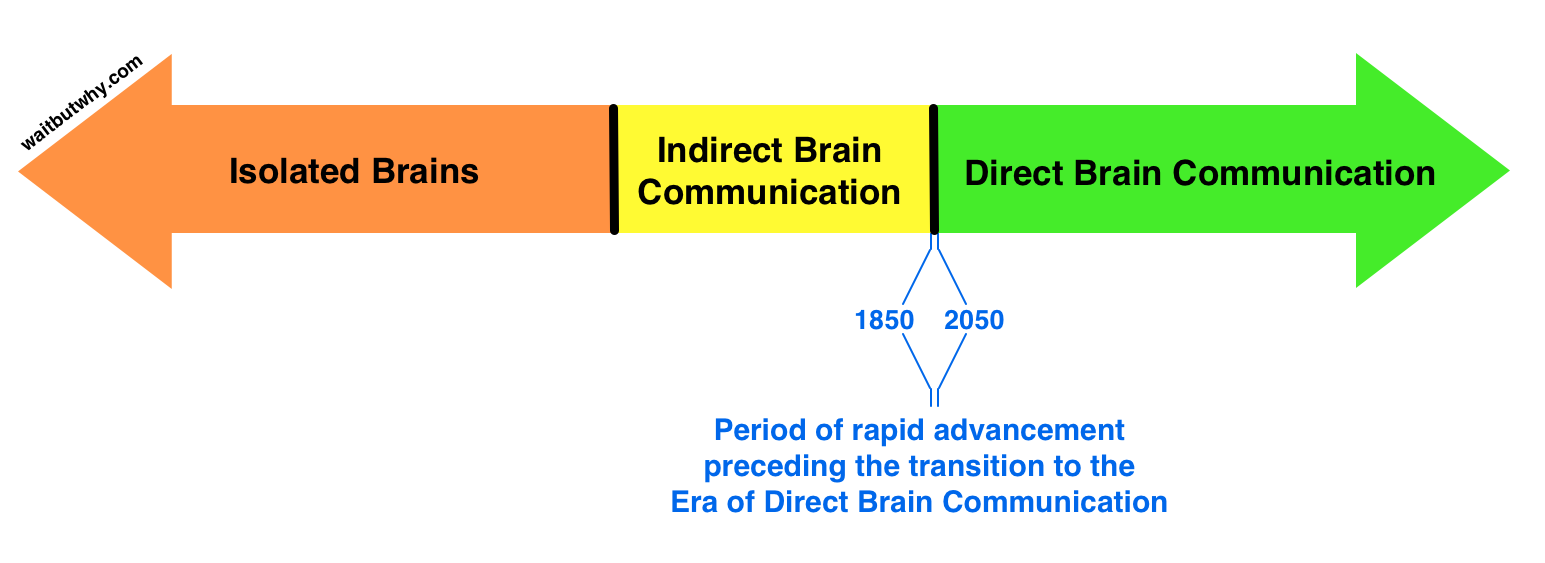 waitbutwhy.com
Isolated Brains
Indirect Brain
Communication
Direct Brain Communication
1850 2050
Period of rapid advancement
preceding the transition to the
Era of Direct Brain Communication